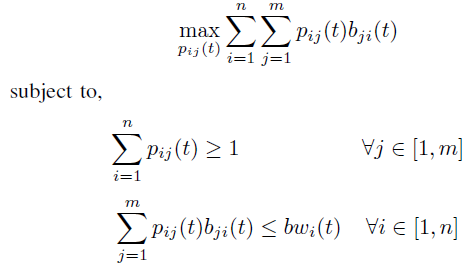 \max_{p_{ij}(t)} \sum_{i=1}^{n} \sum_{j=1}^{m} p_{ij}(t) b_{ji}(t)
subject to,
\sum_{i=1}^{n} p_{ij}(t) \geq 1 \quad \forall j \in [1, m]
\sum_{j=1}^{m} p_{ij}(t) b_{ji}(t) \leq bw_i(t) \quad \forall i \in [1, n]